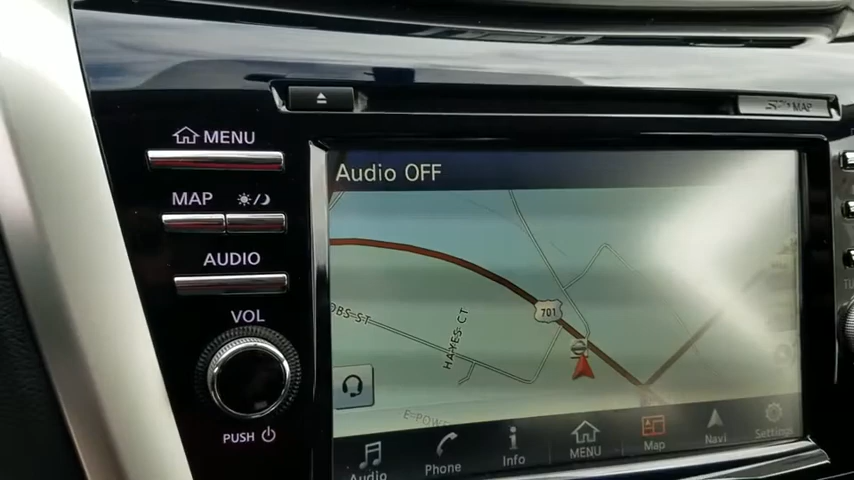 MENU
MAP
MAP
AUDIO
VOL
PUSH
Audio OFF
701
HAYES CT
Audio
Phone
Info
MENU
Map
Navi
Settings